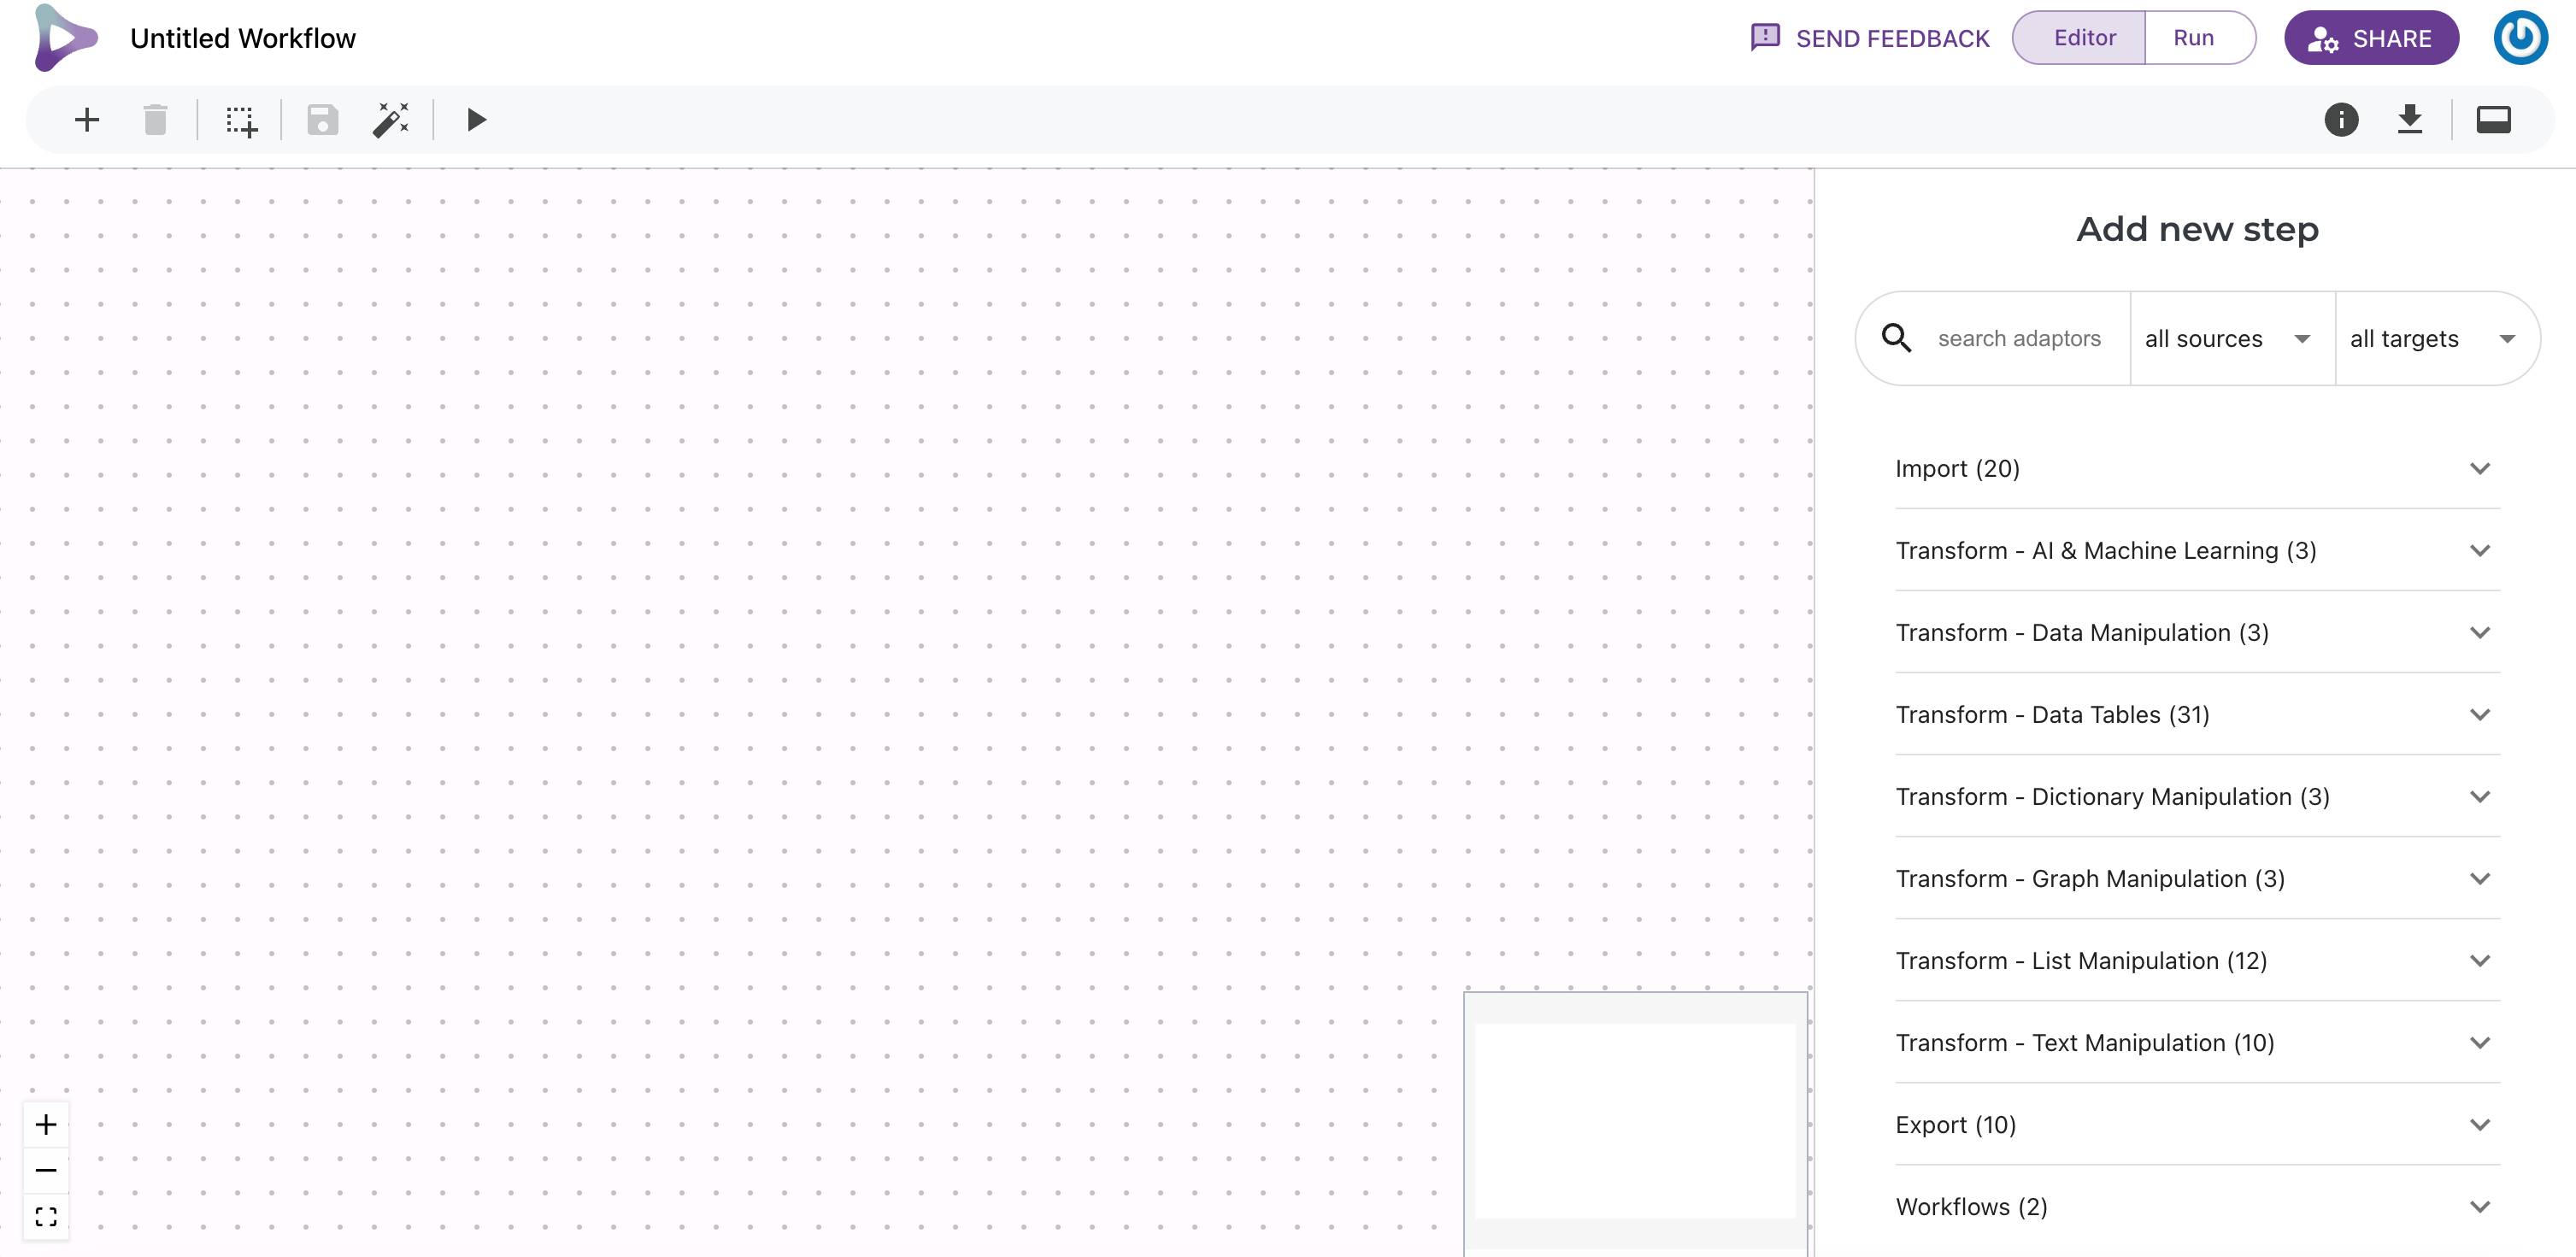 Untitled Workflow
SEND FEEDBACK
Editor
Run
SHARE
Add new step
search adaptors
all sources
all targets
Import (20)
Transform - AI & Machine Learning (3)
Transform - Data Manipulation (3)
Transform - Data Tables (31)
Transform - Dictionary Manipulation (3)
Transform - Graph Manipulation (3)
Transform - List Manipulation (12)
Transform - Text Manipulation (10)
Export (10)
Workflows (2)